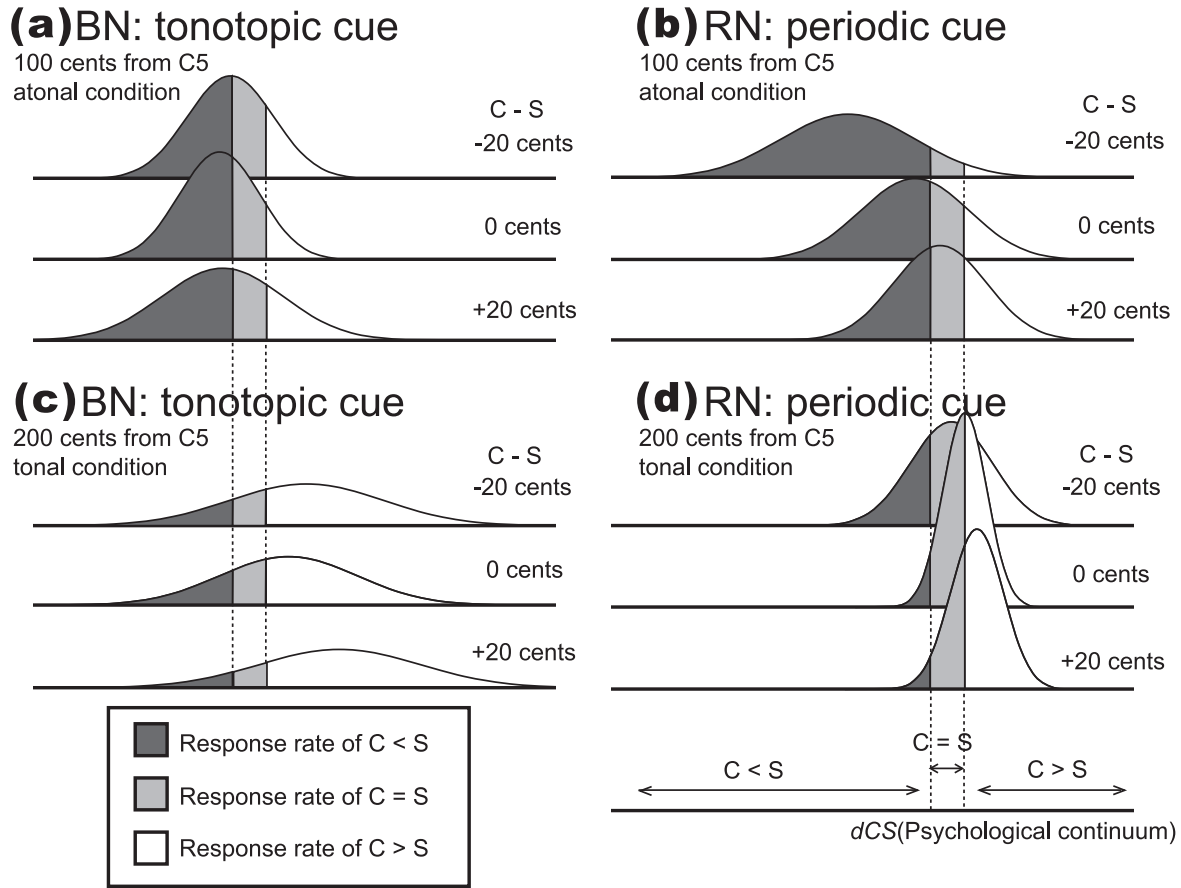 (a) BN: tonotopic cue
100 cents from C5
atonal condition
C - S
-20 cents
0 cents
+20 cents
(b) RN: periodic cue
100 cents from C5
atonal condition
C - S
-20 cents
0 cents
+20 cents
(c) BN: tonotopic cue
200 cents from C5
tonal condition
C - S
-20 cents
0 cents
+20 cents
(d) RN: periodic cue
200 cents from C5
tonal condition
C - S
-20 cents
0 cents
+20 cents
Response rate of C < S
Response rate of C = S
Response rate of C > S
C = S
C < S
C > S
dCS(Psychological continuum)